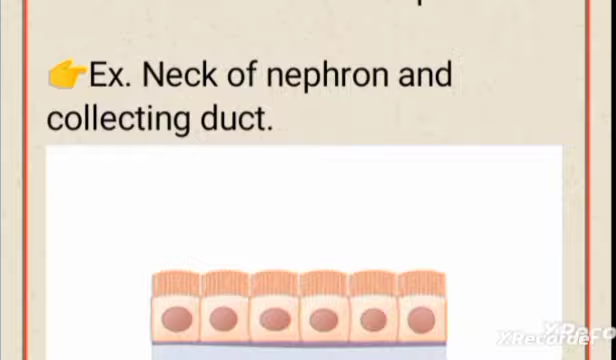 👉Ex. Neck of nephron and
collecting duct.
XRecorder